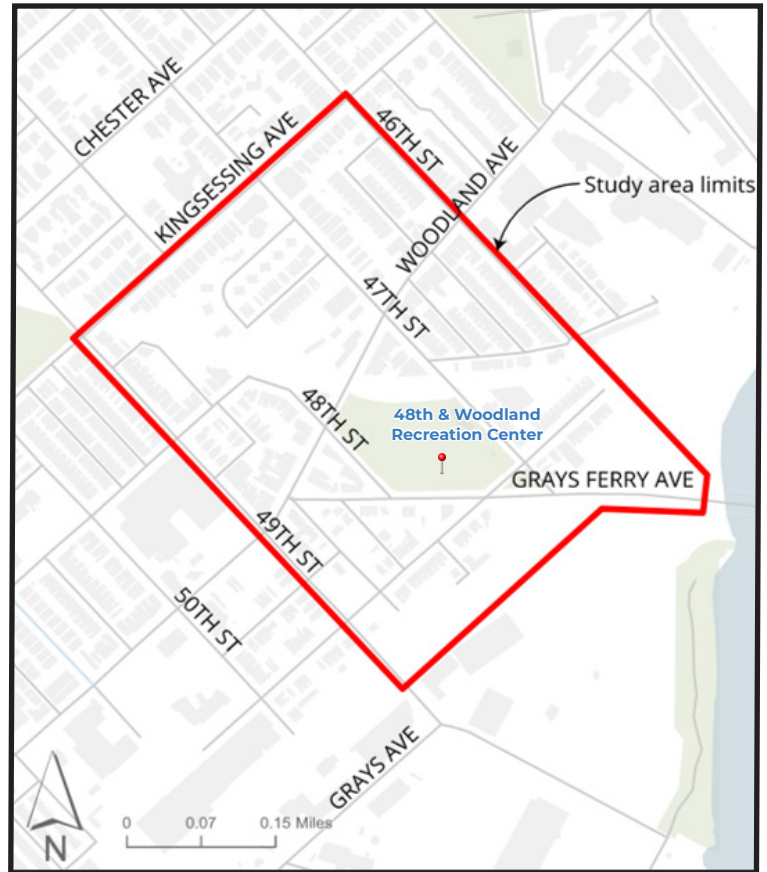 CHESTER AVE
KINGSESSING AVE
46TH ST
WOODLAND AVE
Study area limits
47TH ST
48TH ST
48th & Woodland
Recreation Center
GRAYS FERRY AVE
49TH ST
50TH ST
GRAYS AVE
N
0 0.07 0.15 Miles